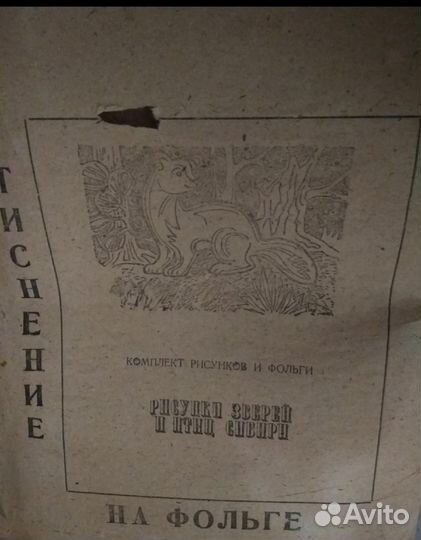 ТИСНЕНИЕ
КОМПЛЕКТ РИСУНКОВ И ФОЛЬГИ
РИСУНКИ ЗВЕРЕЙ
И ПТИЦ СИБИРИ
НА ФОЛЬГЕ
Avito